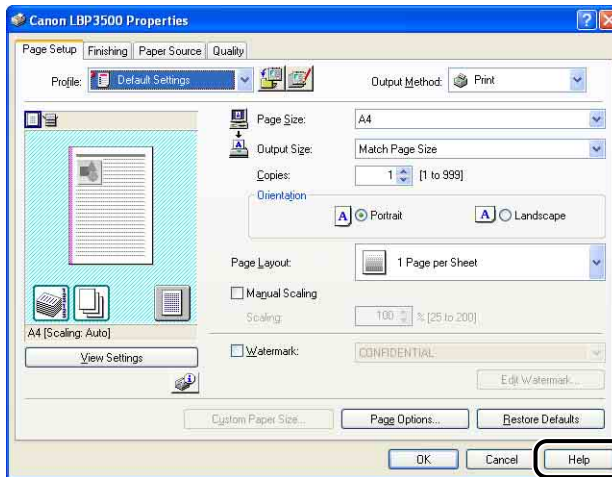 Canon LBP3500 Properties
Page Setup Finishing Paper Source Quality
Profile: Default Settings Output Method: Print
Page Size: A4
Output Size: Match Page Size
Copies: 1 [1 to 999]
Orientation
A Portrait A Landscape
Page Layout: 1 Page per Sheet
Manual Scaling
Scaling: 100 % [25 to 200]
A4 [Scaling: Auto]
View Settings
Watermark: CONFIDENTIAL
Edit Watermark...
Custom Paper Size... Page Options... Restore Defaults
OK Cancel Help